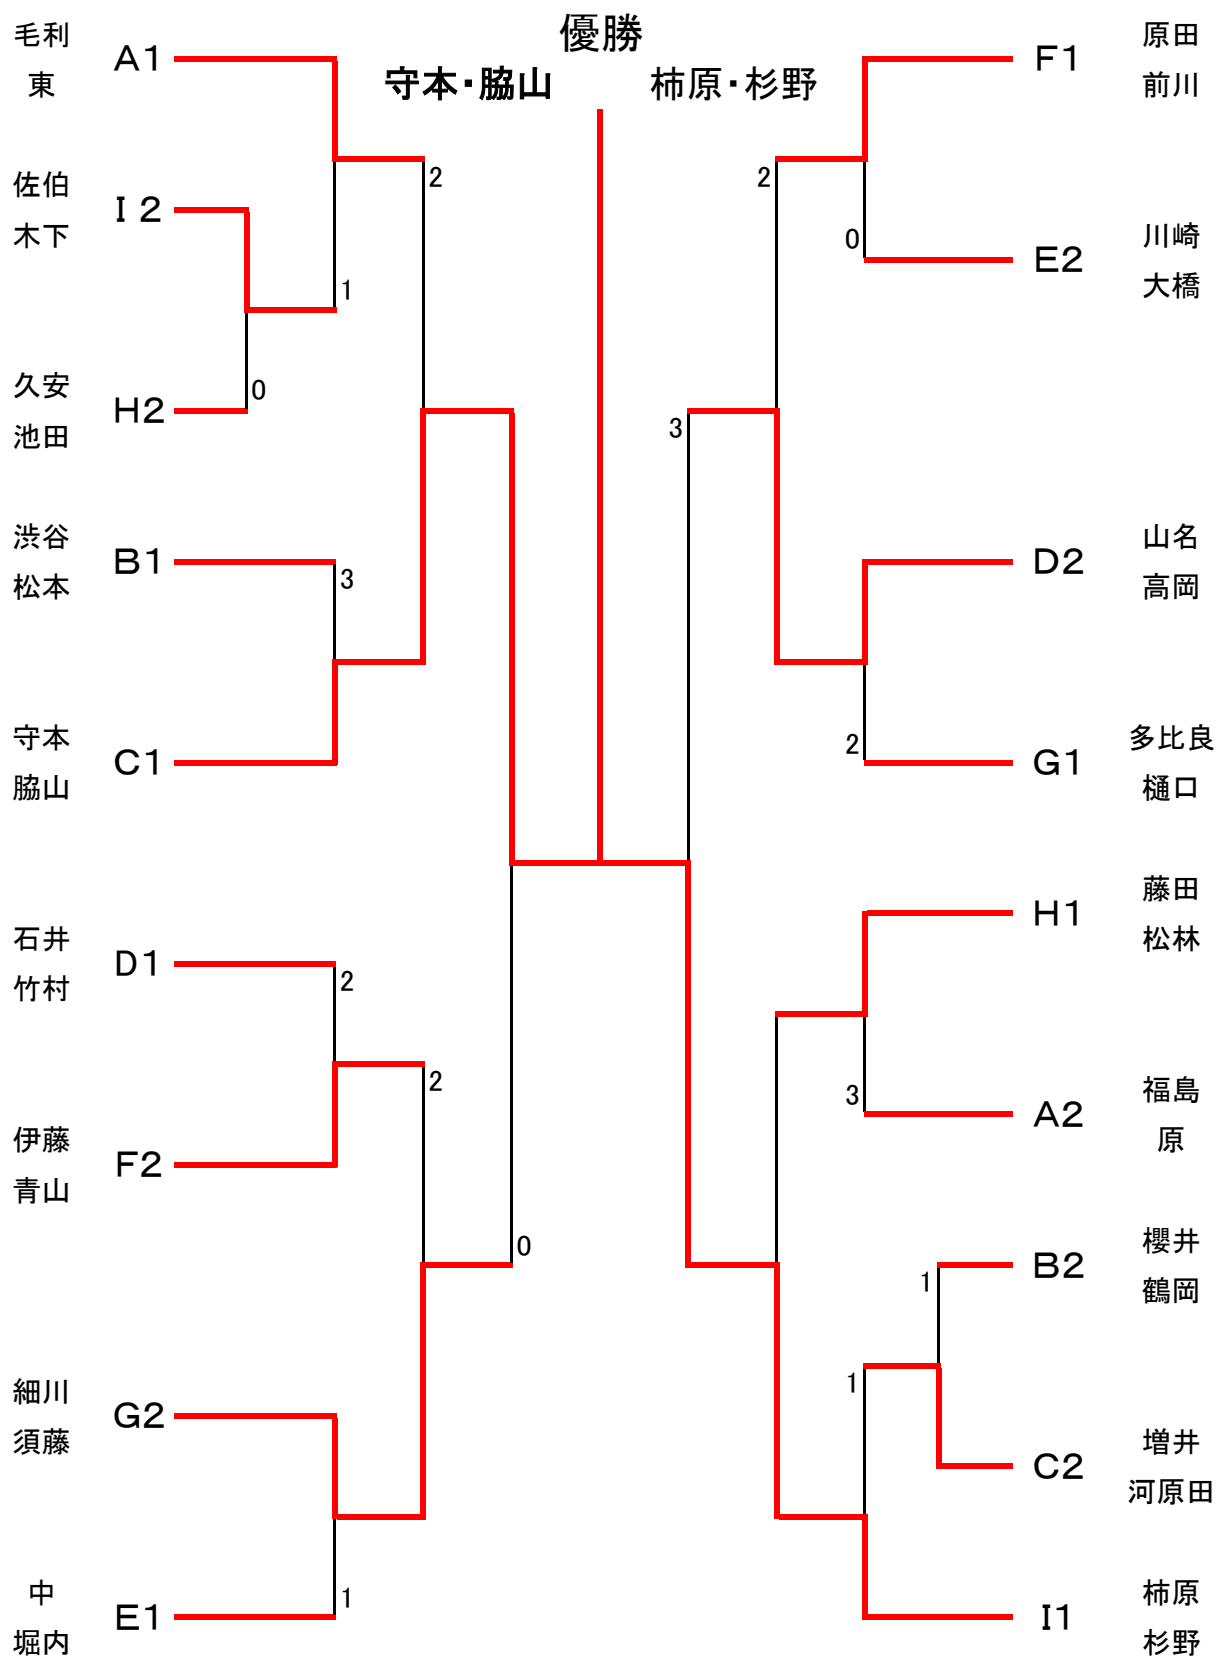 優勝
守本・脇山
柿原・杉野
毛利
東
A1
佐伯
木下
I2
久安
池田
H2
渋谷
松本
B1
守本
脇山
C1
石井
竹村
D1
伊藤
青山
F2
細川
須藤
G2
中
堀内
E1
2
1
0
3
2
2
0
1
F1
原田
前川
E2
川崎
大橋
D2
山名
高岡
G1
多比良
樋口
H1
藤田
松林
A2
福島
原
B2
櫻井
鶴岡
C2
増井
河原田
I1
柿原
杉野
2
0
3
2
3
1
1